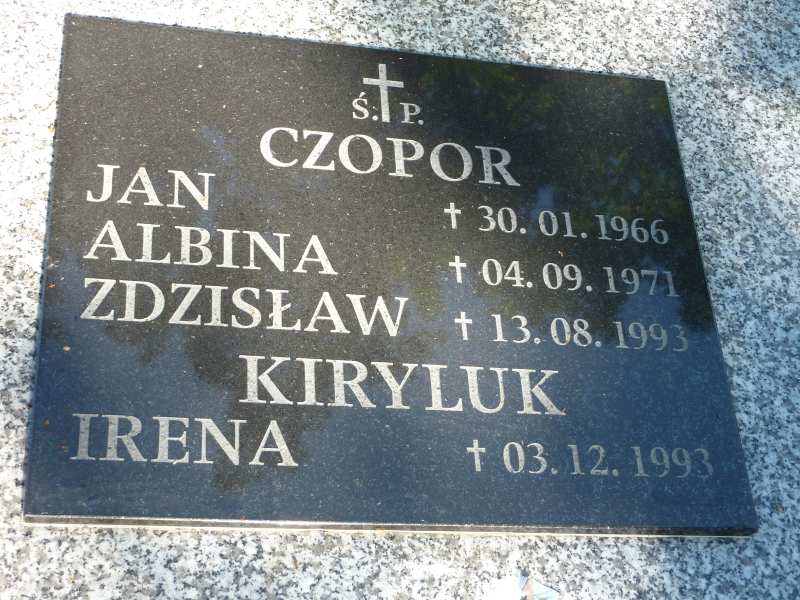 Ś.†P.
CZOPOR
JAN † 30.01.1966
ALBINA † 04.09.1971
ZDZISŁAW † 13.08.1993
KIRYLUK
IRENA † 03.12.1993